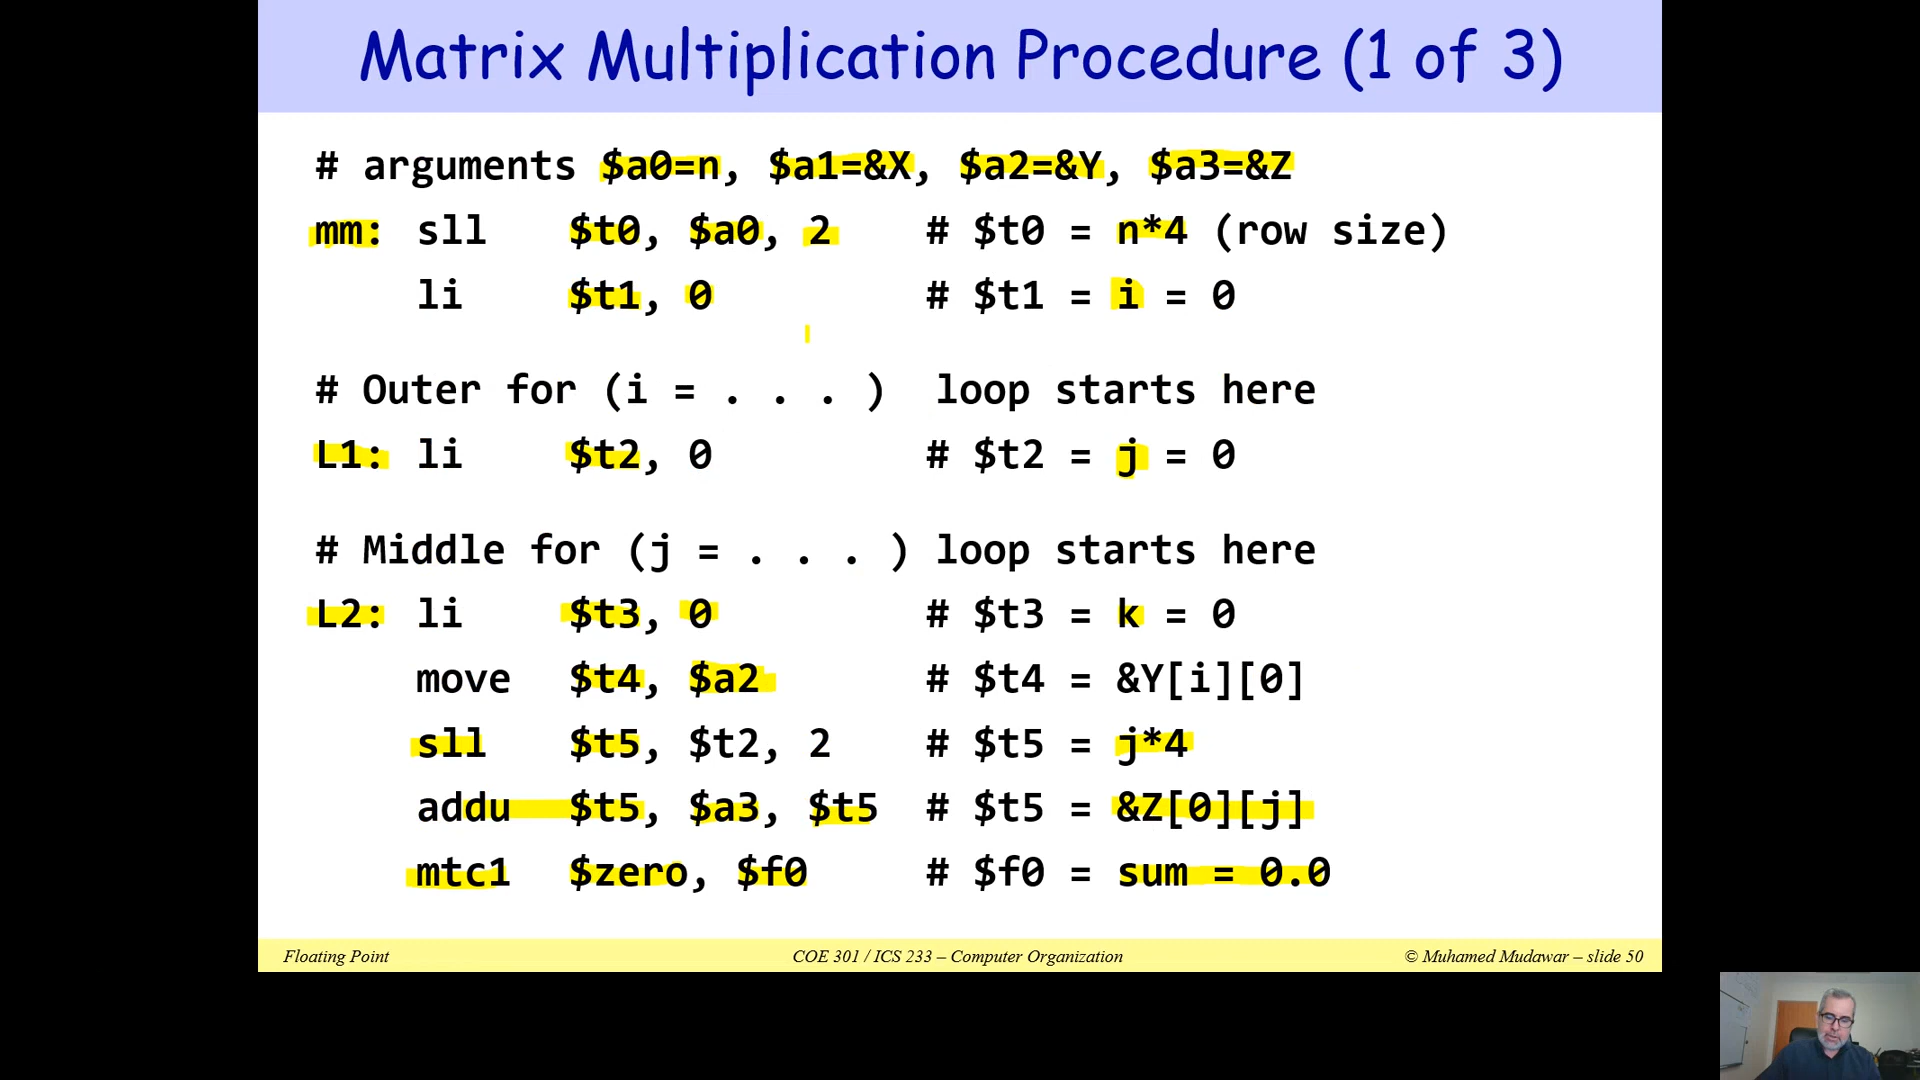 Matrix Multiplication Procedure (1 of 3)
# arguments $a0=n, $a1=&X, $a2=&Y, $a3=&Z
mm: sll $t0, $a0, 2 # $t0 = n*4 (row size)
li $t1, 0 # $t1 = i = 0
# Outer for (i = . . . ) loop starts here
L1: li $t2, 0 # $t2 = j = 0
# Middle for (j = . . . ) loop starts here
L2: li $t3, 0 # $t3 = k = 0
move $t4, $a2 # $t4 = &Y[i][0]
sll $t5, $t2, 2 # $t5 = j*4
addu $t5, $a3, $t5 # $t5 = &Z[0][j]
mtc1 $zero, $f0 # $f0 = sum = 0.0
Floating Point COE 301 / ICS 233 – Computer Organization © Muhamed Mudawar – slide 50